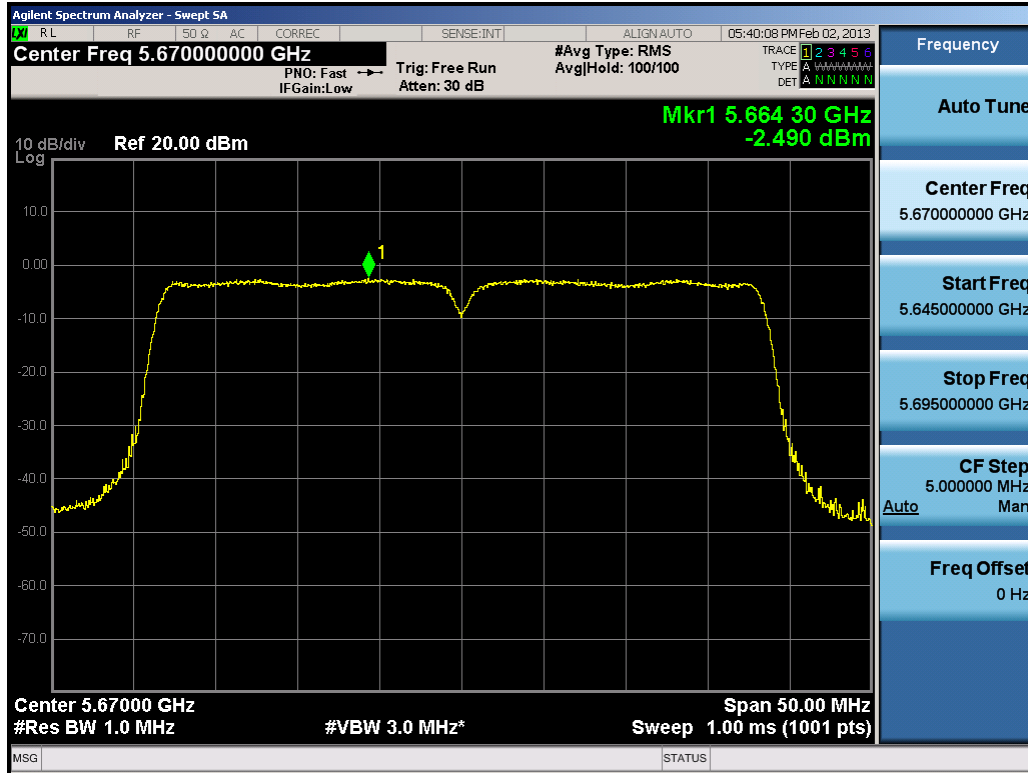 Agilent Spectrum Analyzer - Swept SA
LXI RL RF 50 Ω AC CORREC SENSE:INT ALIGN AUTO 05:40:08 PM Feb 02, 2013
Center Freq 5.670000000 GHz
PNO: Fast
IFGain:Low
Trig: Free Run
Atten: 30 dB
#Avg Type: RMS
Avg|Hold: 100/100
TRACE 1 2 3 4 5 6
TYPE A WWWWW
DET A N N N N N
Frequency
Mkr1 5.664 30 GHz
-2.490 dBm
10 dB/div Ref 20.00 dBm
Log
10.0
0.00
-10.0
-20.0
-30.0
-40.0
-50.0
-60.0
-70.0
1
Center 5.67000 GHz Span 50.00 MHz
#Res BW 1.0 MHz #VBW 3.0 MHz* Sweep 1.00 ms (1001 pts)
Auto Tune
Center Freq
5.670000000 GHz
Start Freq
5.645000000 GHz
Stop Freq
5.695000000 GHz
CF Step
5.000000 MHz
Auto Man
Freq Offset
0 Hz
MSG STATUS